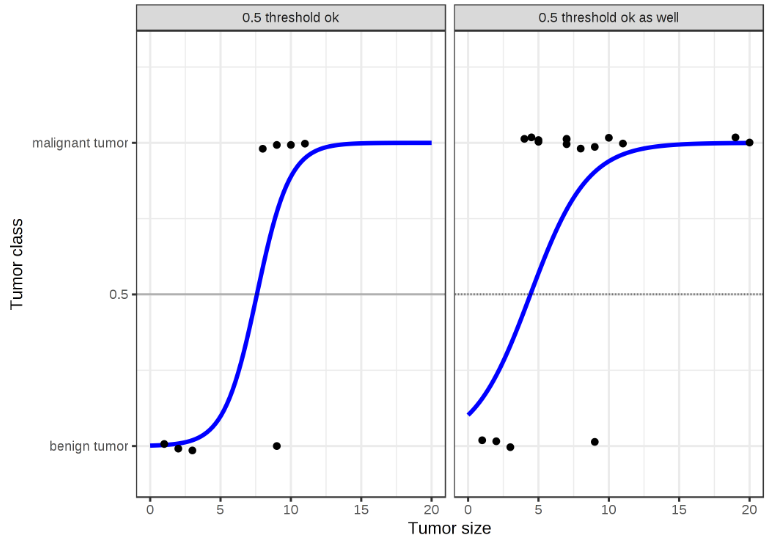 0.5 threshold ok
0.5 threshold ok as well
malignant tumor
0.5
benign tumor
Tumor class
0 5 10 15 20
0 5 10 15 20
Tumor size